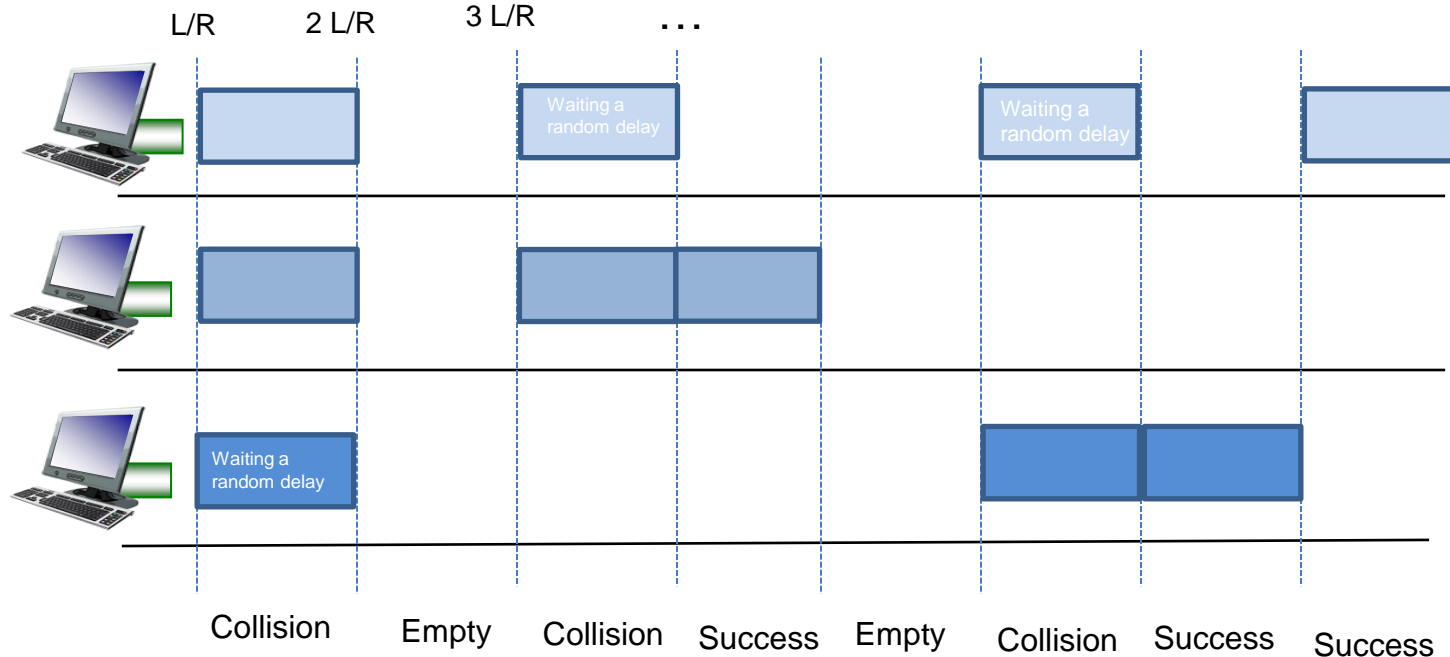 L/R
2 L/R
3 L/R
...
Waiting a
random delay
Waiting a
random delay
Waiting a
random delay
Collision
Empty
Collision
Success
Empty
Collision
Success
Success